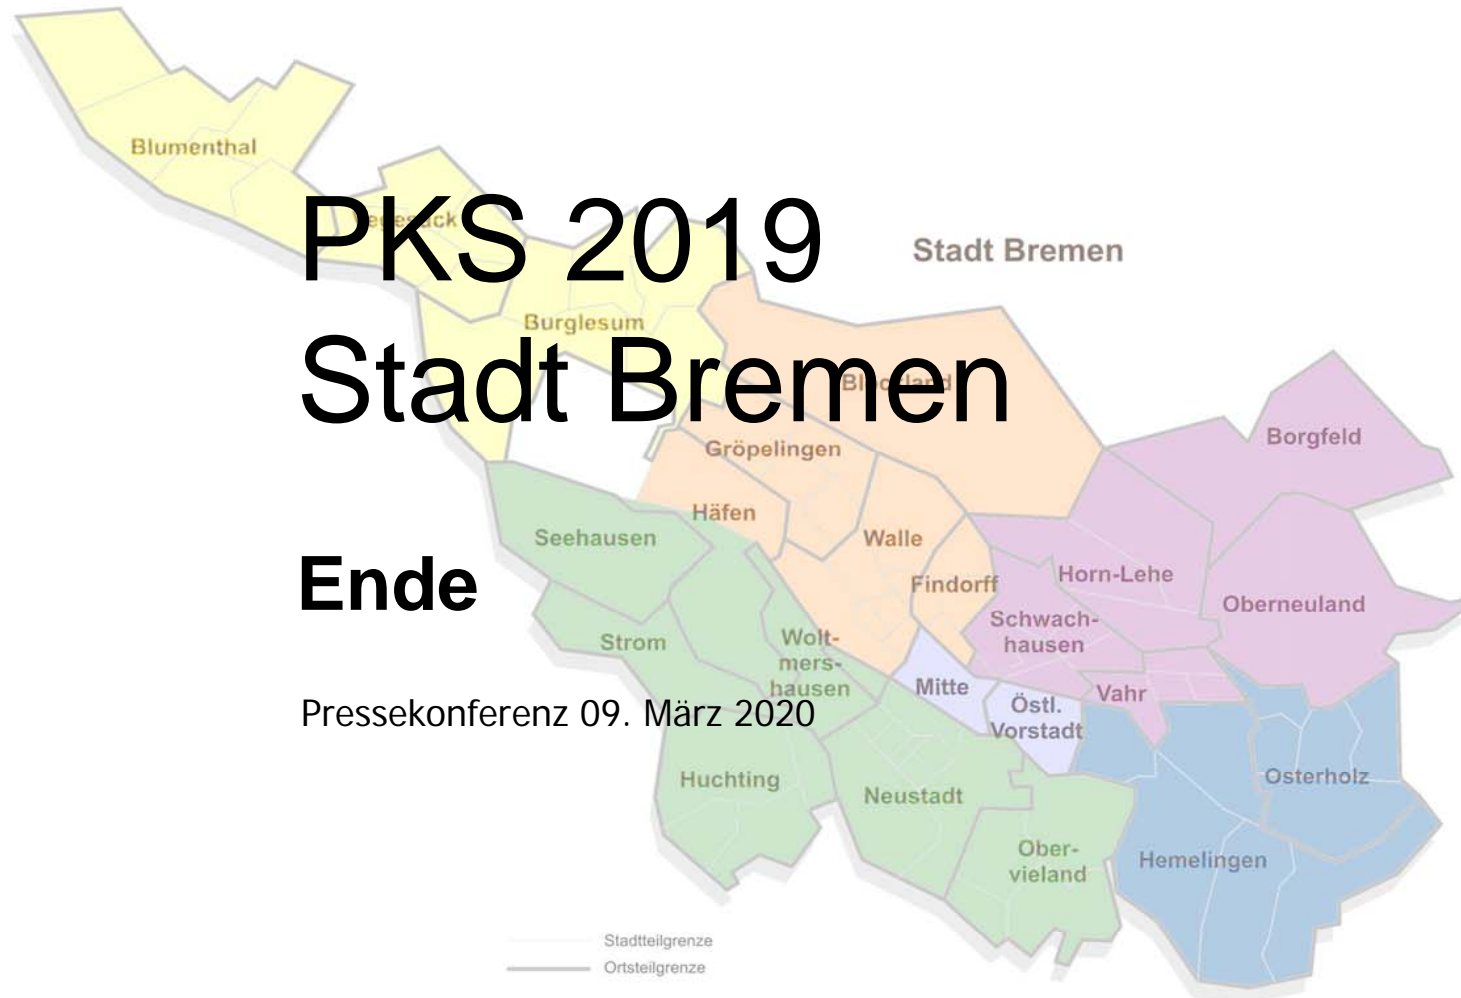 Blumenthal
Vegesack
PKS 2019
Stadt Bremen
Burglesum
Stadt Bremen
Blockland
Borgfeld
Gröpelingen
Häfen
Seehausen
Walle
Ende
Findorff
Horn-Lehe
Oberneuland
Schwach-
hausen
Strom
Wolt-
mers-
hausen
Mitte
Östl.
Vorstadt
Vahr
Pressekonferenz 09. März 2020
Huchting
Neustadt
Osterholz
Ober-
vieland
Hemelingen
Stadtteilgrenze
Ortsteilgrenze